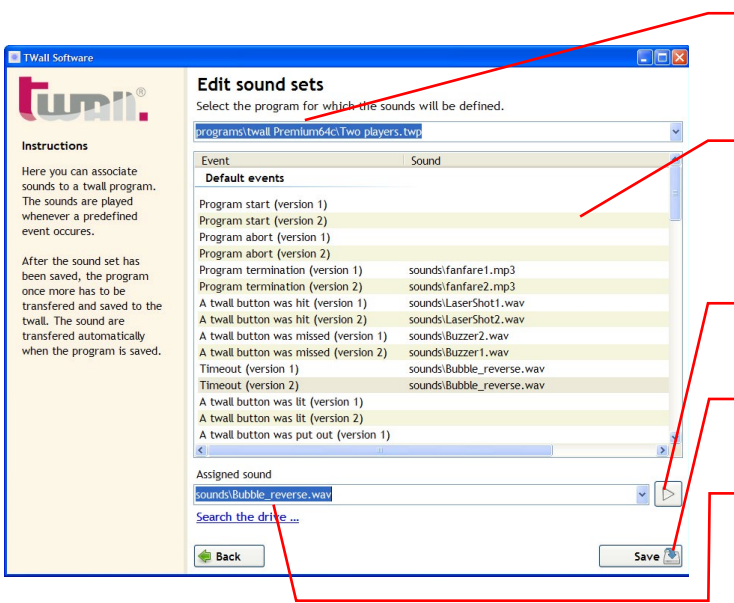 TWall Software
twall.®
Instructions
Here you can associate
sounds to a twall program.
The sounds are played
whenever a predefined
event occures.
After the sound set has
been saved, the program
once more has to be
transfered and saved to the
twall. The sound are
transfered automatically
when the program is saved.
Edit sound sets
Select the program for which the sounds will be defined.
programs\twall Premium64c\Two players.twp
Event Sound
Default events
Program start (version 1)
Program start (version 2)
Program abort (version 1)
Program abort (version 2)
Program termination (version 1) sounds\fanfare1.mp3
Program termination (version 2) sounds\fanfare2.mp3
A twall button was hit (version 1) sounds\LaserShot1.wav
A twall button was hit (version 2) sounds\LaserShot2.wav
A twall button was missed (version 1) sounds\Buzzer2.wav
A twall button was missed (version 2) sounds\Buzzer1.wav
Timeout (version 1) sounds\Bubble_reverse.wav
Timeout (version 2) sounds\Bubble_reverse.wav
A twall button was lit (version 1)
A twall button was lit (version 2)
A twall button was put out (version 1)
Assigned sound
sounds\Bubble_reverse.wav
Search the drive ...
Back
Save